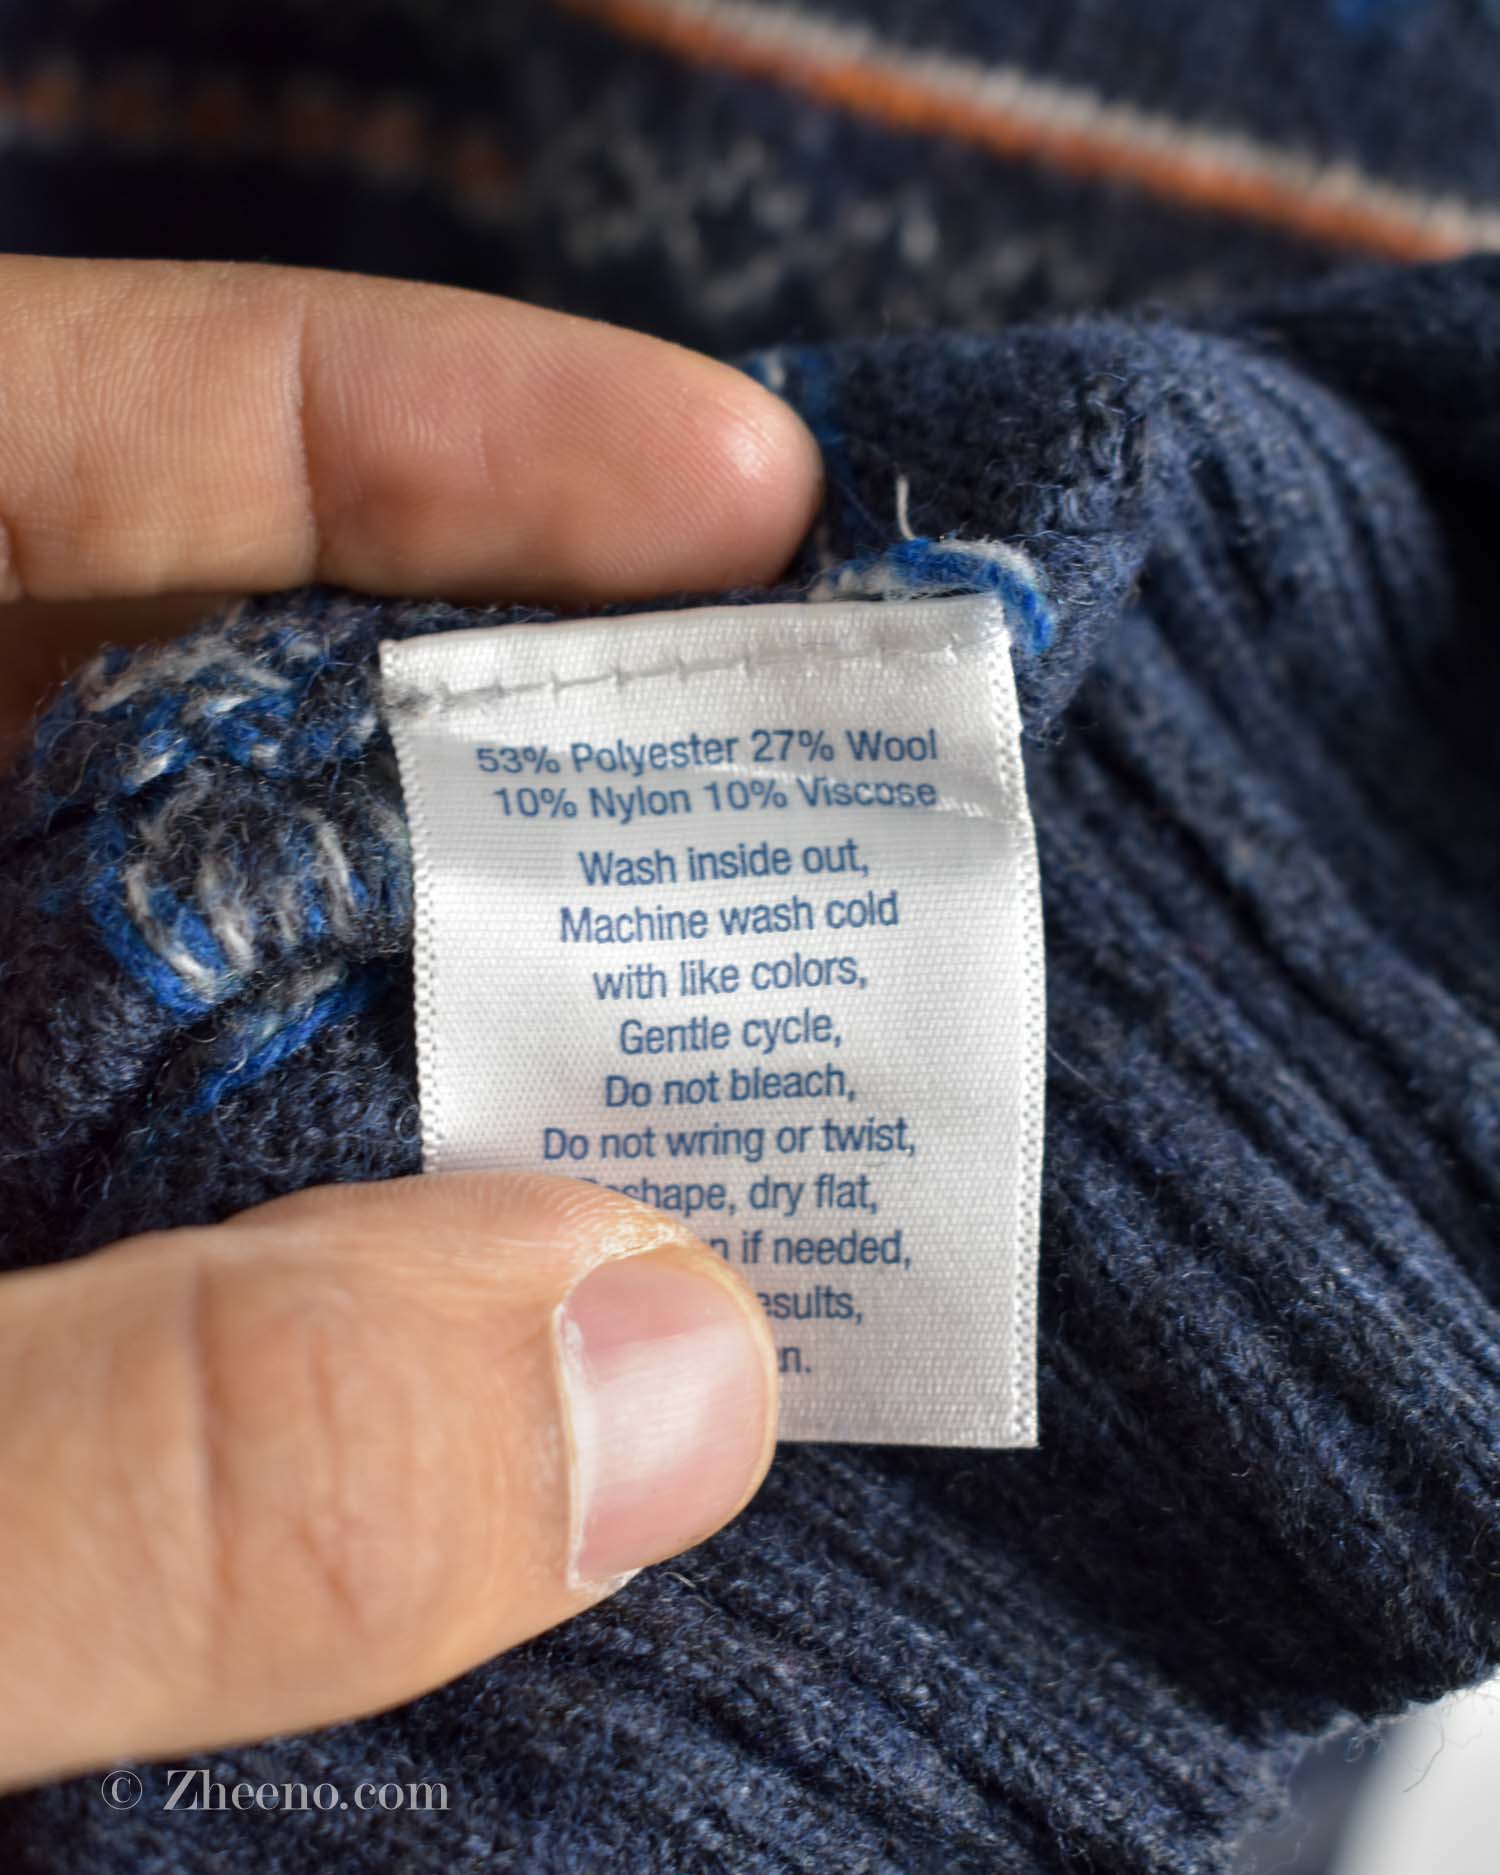 53% Polyester 27% Wool
10% Nylon 10% Viscose
Wash inside out,
Machine wash cold
with like colors,
Gentle cycle,
Do not bleach,
Do not wring or twist,
dry flat,
if needed,
© Zheeno.com